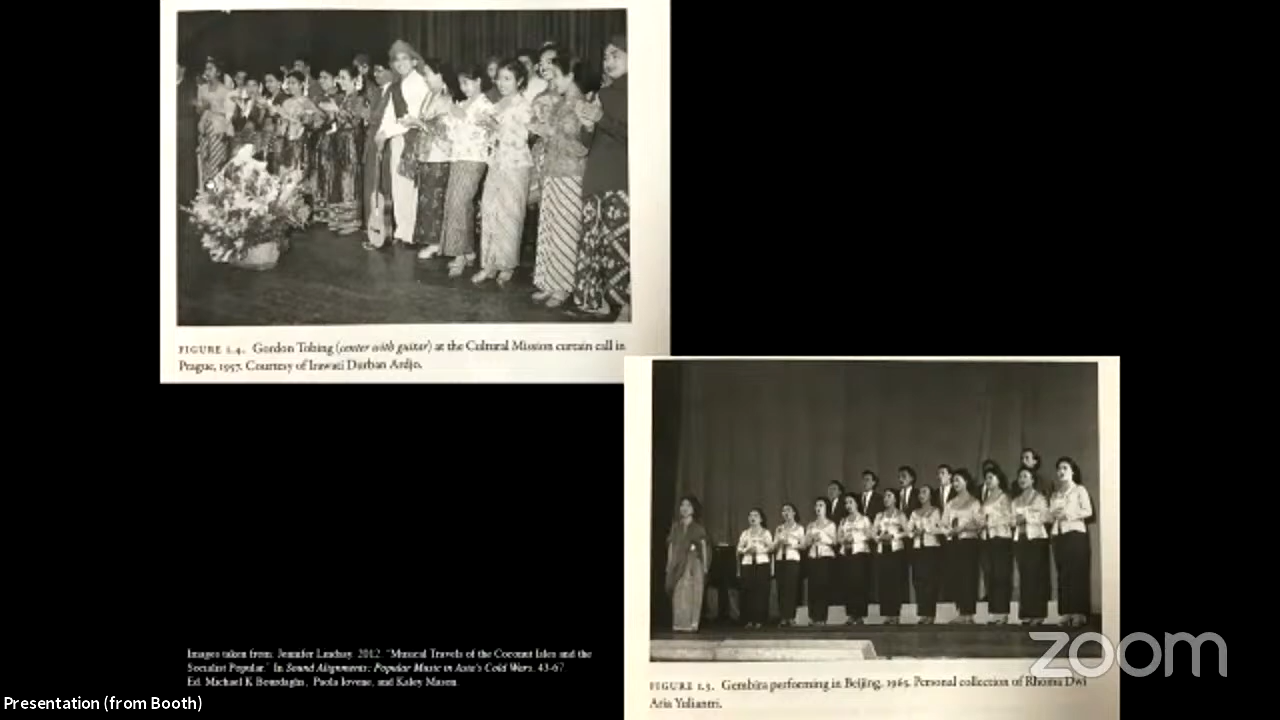 FIGURE 1.4. Gordon Tobing (center with guitar) at the Cultural Mission curtain call in
Prague, 1957. Courtesy of Irawati Durban Ardjo.
FIGURE 1.5. Gembira performing in Beijing, 1965. Personal collection of Rhoma Dwi
Aria Yuliantri.
Images taken from: Jennifer Lindsay. 2012. "Musical Travels of the Coconut Isles and the
Socialist Popular." In Sound Alignments: Popular Music in Asia's Cold Wars. 43-67.
Ed. Michael K Bourdaghs, Paola Iovene, and Kaley Mason.
zoom
Presentation (from Booth)